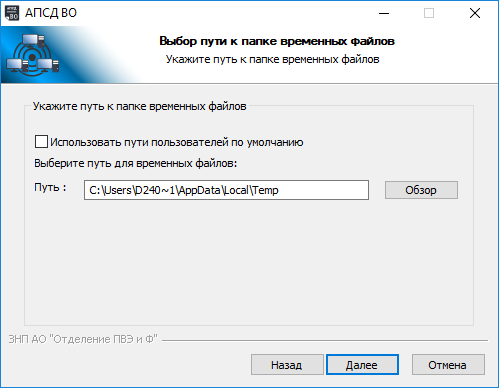 АПСД ВО
АПСД ВО
Выбор пути к папке временных файлов
Укажите путь к папке временных файлов
Укажите путь к папке временных файлов
Использовать пути пользователей по умолчанию
Выберите путь для временных файлов:
Путь : C:\Users\D240~1\AppData\Local\Temp Обзор
ЗНП АО "Отделение ПВЭ и Ф"
Назад Далее Отмена